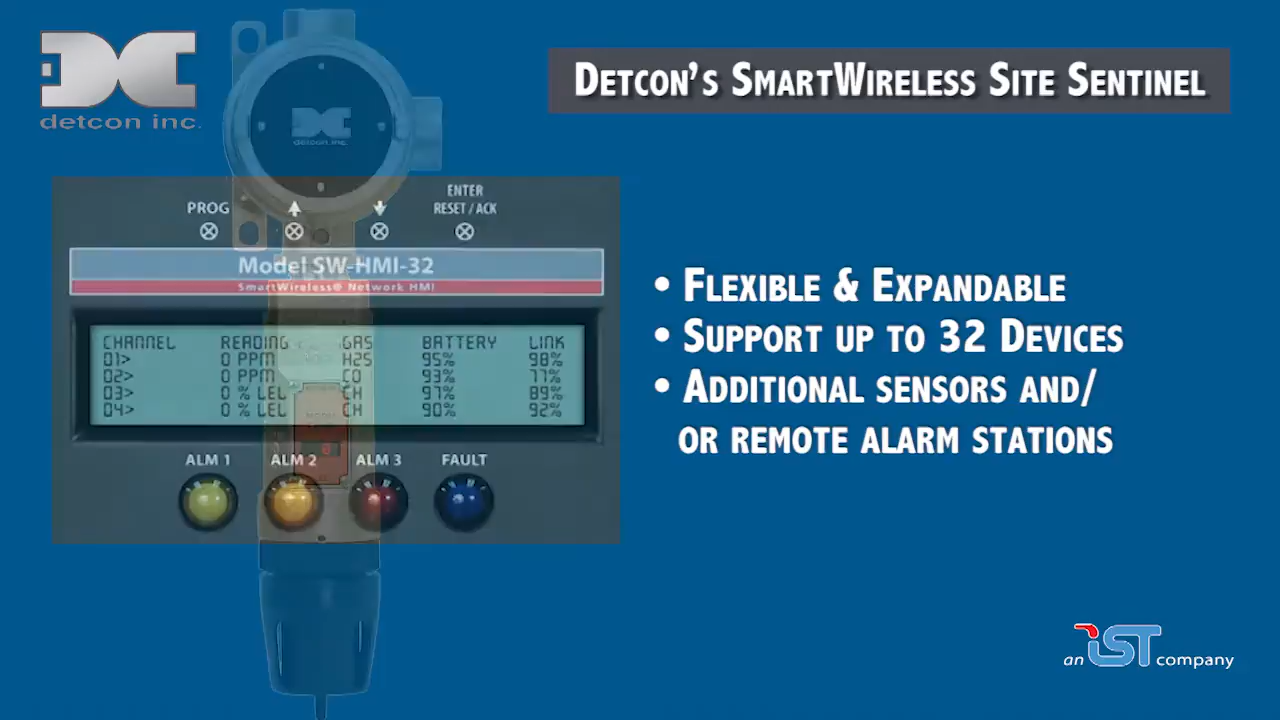 detcon inc.
DETCON'S SMARTWIRELESS SITE SENTINEL
detcon inc.
PROG
ENTER
RESET / ACK
Model SW-HMI-32
SmartWireless® Network HMI
CHANNEL READING GAS BATTERY LINK
01> 0 PPM H2S 95% 98%
02> 0 PPM CO 93% 77%
03> 0 % LEL CH 97% 89%
04> 0 % LEL CH 90% 92%
ALM 1 ALM 2 ALM 3 FAULT
• FLEXIBLE & EXPANDABLE
• SUPPORT UP TO 32 DEVICES
• ADDITIONAL SENSORS AND/
OR REMOTE ALARM STATIONS
an iST company